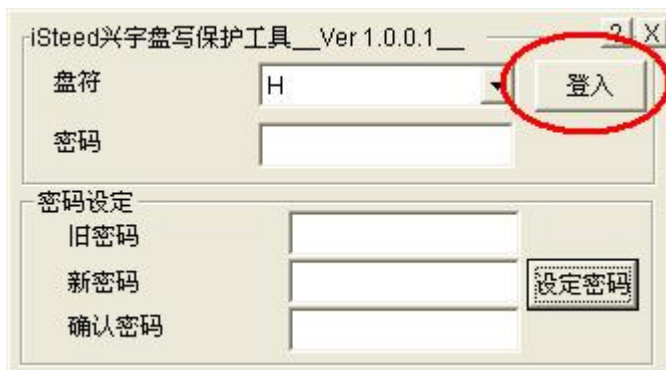 iSteed兴宇盘写保护工具__Ver 1.0.0.1__ ? X
盘符 H 登入
密码
密码设定
旧密码
新密码 设定密码
确认密码